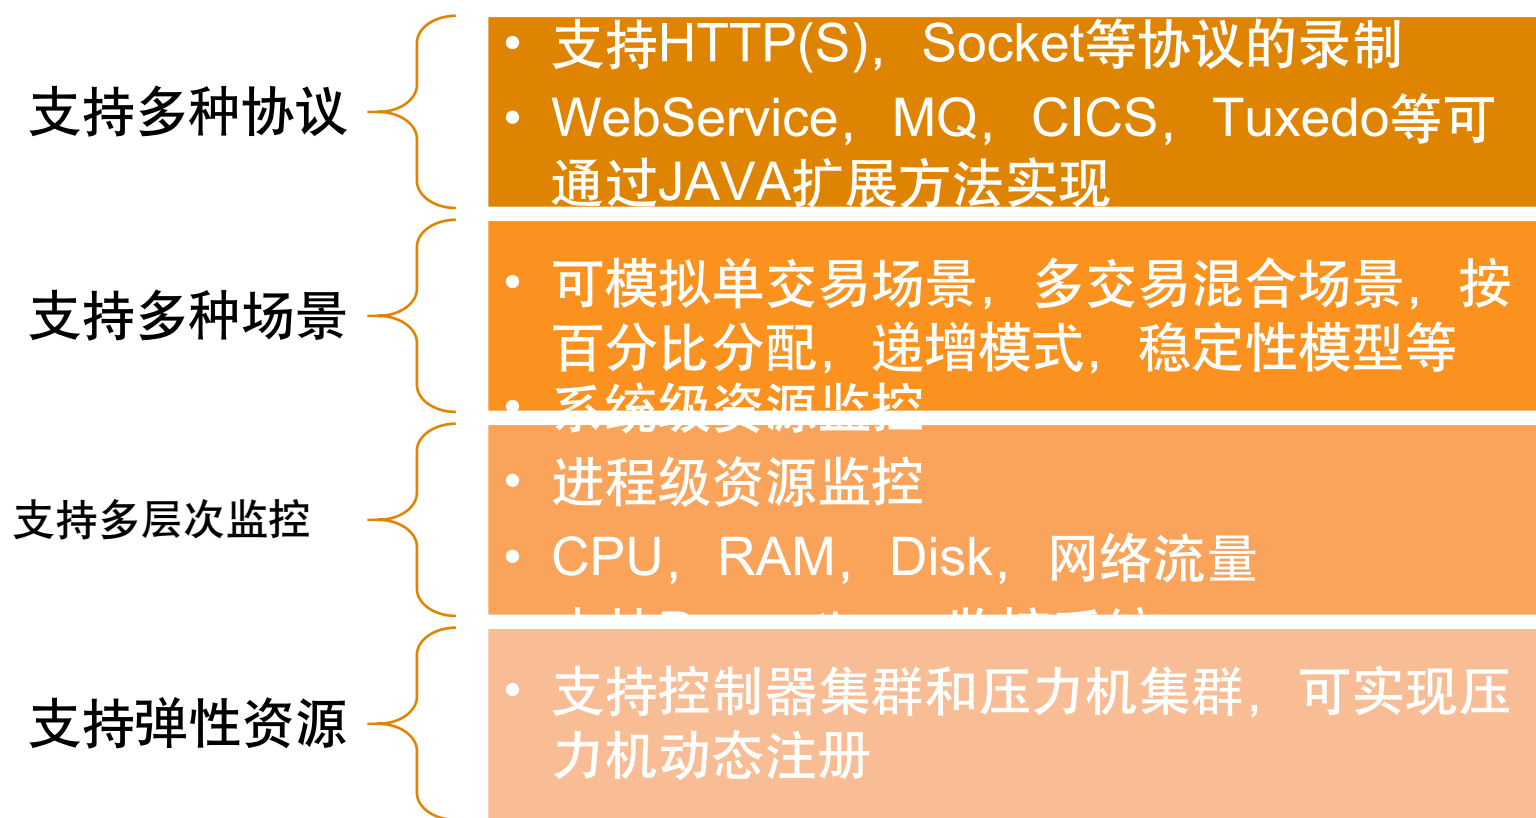 支持多种协议
• 支持HTTP(S)，Socket等协议的录制
• WebService，MQ，CICS，Tuxedo等可
通过JAVA扩展方法实现
支持多种场景
• 可模拟单交易场景，多交易混合场景，按
百分比分配，递增模式，稳定性模型等
支持多层次监控
• 系统级资源监控
• 进程级资源监控
• CPU，RAM，Disk，网络流量
支持弹性资源
• 支持控制器集群和压力机集群，可实现压
力机动态注册